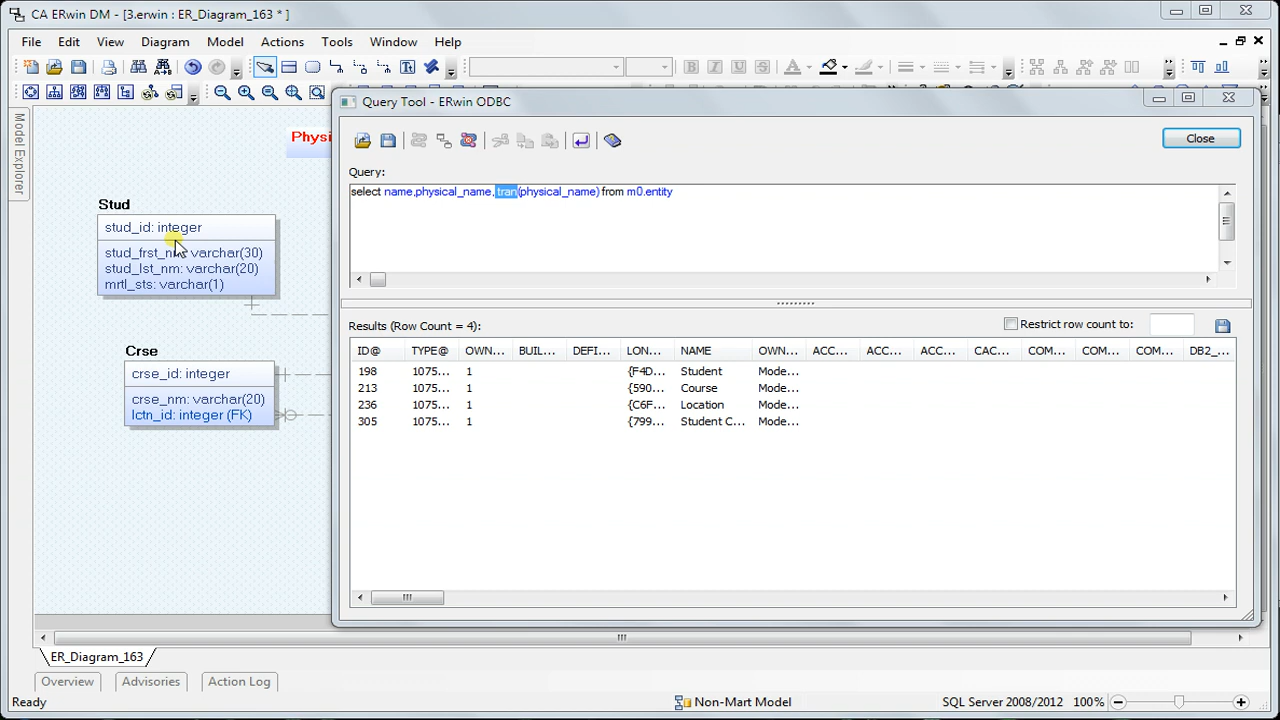 CA ERwin DM - [3.erwin : ER_Diagram_163 * ]
File Edit View Diagram Model Actions Tools Window Help
Model Explorer
Physi
Stud
stud_id: integer
stud_frst_nm: varchar(30)
stud_lst_nm: varchar(20)
mrtl_sts: varchar(1)
Crse
crse_id: integer
crse_nm: varchar(20)
lctn_id: integer (FK)
Query Tool - ERwin ODBC
Close
Query:
select name,physical_name, tran(physical_name) from m0.entity
Results (Row Count = 4):
Restrict row count to:
ID@ TYPE@ OWN... BUIL... DEFI... LON... NAME OWN... ACC... ACC... ACC... CAC... COM... COM... COM... DB2_...
198 1075... 1 {F4D... Student Mode...
213 1075... 1 {590... Course Mode...
236 1075... 1 {C6F... Location Mode...
305 1075... 1 {799... Student C... Mode...
ER_Diagram_163
Overview Advisories Action Log
Ready Non-Mart Model SQL Server 2008/2012 100%